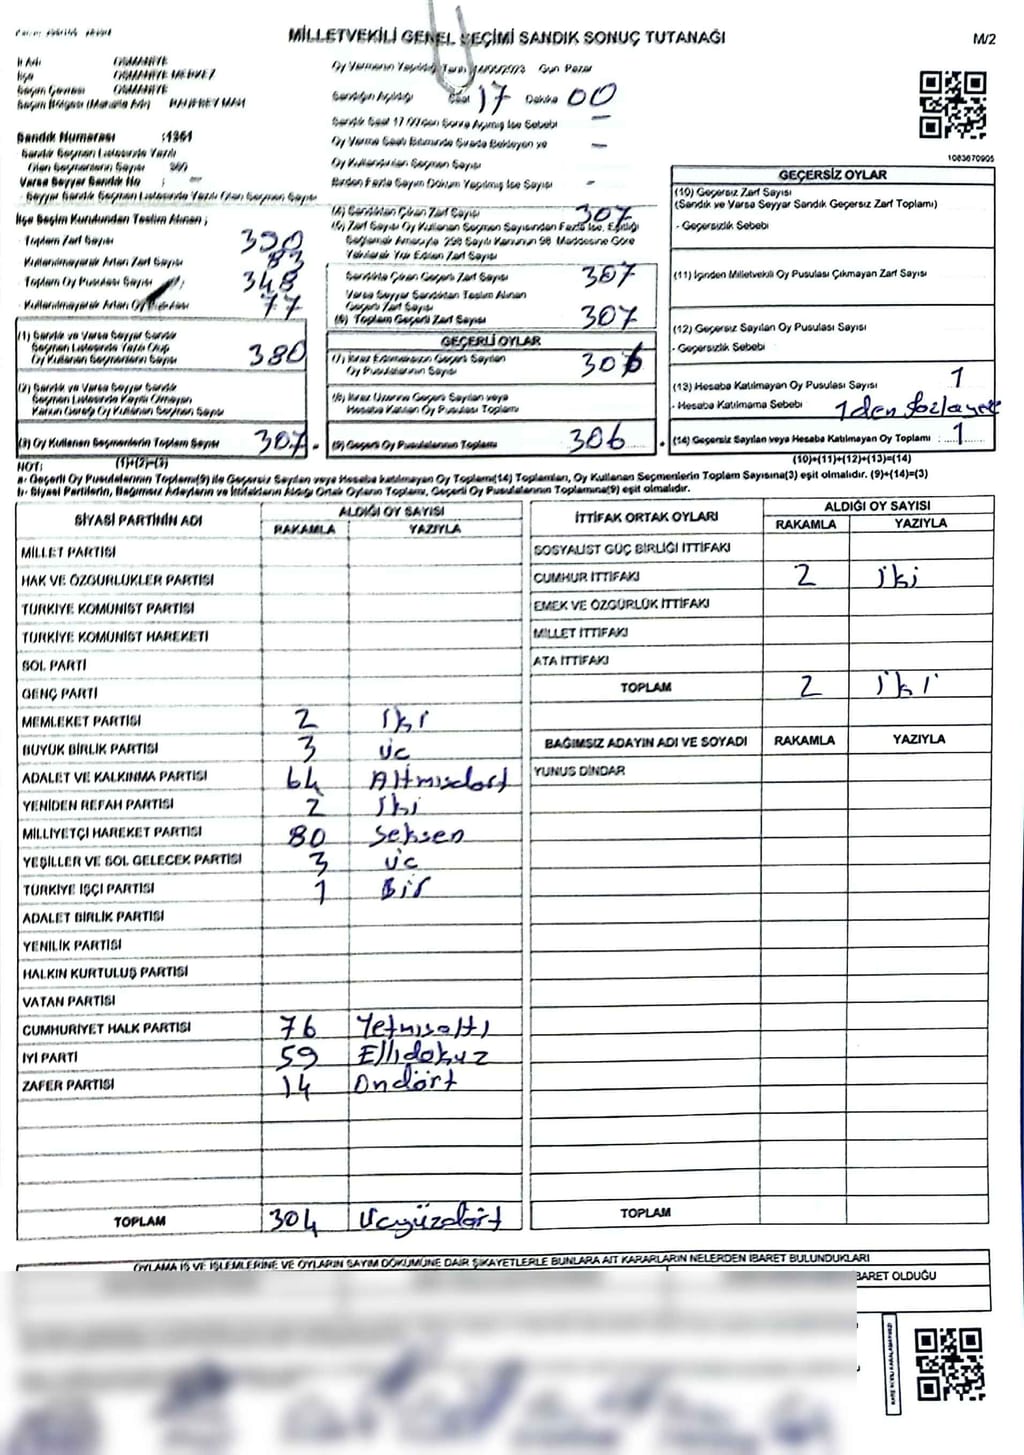 MİLLETVEKİLİ GENEL SEÇİMİ SANDIK SONUÇ TUTANAĞI
M/2
İl Adı OSMANİYE
İlçe OSMANİYE MERKEZ
Seçim Çevresi OSMANİYE
Seçim Bölgesi (Mahalle Adı)
Sandık Numarası :1361
Sandık Seçmen Listesinde Yazılı
Olan Seçmenlerin Sayısı
Varsa Seyyar Sandık No : -
Seyyar Sandık Seçmen Listesinde Yazılı Olan Seçmen Sayısı
İlçe Seçim Kurulundan Teslim Alınan ;
Toplam Zarf Sayısı
Kullanılmayarak Artan Zarf Sayısı 83
Toplam Oy Pusulası Sayısı 348
Kullanılmayarak Artan Oy Pusulası 77
(1) Sandık ve Varsa Seyyar Sandık
Seçmen Listesinde Yazılı Olup
Oy Kullanan Seçmenlerin Sayısı 380
(2) Sandık ve Varsa Seyyar Sandık
Seçmen Listesinde Kayıtlı Olmayan
Kanun Gereği Oy Kullanan Seçmen Sayısı
(3) Oy Kullanan Seçmenlerin Toplam Sayısı 307
(1)+(2)=(3)
Oy Vermenin Yapıldığı Tarih 14/05/2023 Gün Pazar
Sandığın Açıldığı Saat 17 Dakika 00
Sandık Saat 17.00'den Sonra Açılmış İse Sebebi -
Oy Verme Saati Bitiminde Sırada Bekleyen ve
Oy Kullandırılan Seçmen Sayısı -
Birden Fazla Sayım Döküm Yapılmış İse Sayısı -
(4) Sandıktan Çıkan Zarf Sayısı 307
(5) Zarf Sayısı Oy Kullanan Seçmen Sayısından Fazla İse, Eşitliği
Sağlamak Amacıyla 298 Sayılı Kanunun 98. Maddesine Göre
Yakılarak Yok Edilen Zarf Sayısı
Sandıkta Çıkan Geçerli Zarf Sayısı 307
Varsa Seyyar Sandıktan Teslim Alınan
Geçerli Zarf Sayısı
(6) Toplam Geçerli Zarf Sayısı 307
GEÇERLİ OYLAR
(7) İtiraz Edilmeksizin Geçerli Sayılan
Oy Pusulalarının Sayısı 306
(8) İtiraz Üzerine Geçerli Sayılan veya
Hesaba Katılan Oy Pusulası Toplamı
(9) Geçerli Oy Pusulalarının Toplamı 306
1083670905
GEÇERSİZ OYLAR
(10) Geçersiz Zarf Sayısı
(Sandık ve Varsa Seyyar Sandık Geçersiz Zarf Toplamı)
- Geçersizlik Sebebi
(11) İçinden Milletvekili Oy Pusulası Çıkmayan Zarf Sayısı
(12) Geçersiz Sayılan Oy Pusulası Sayısı
- Geçersizlik Sebebi
(13) Hesaba Katılmayan Oy Pusulası Sayısı 1
- Hesaba Katılmama Sebebi 1den
(14) Geçersiz Sayılan veya Hesaba Katılmayan Oy Toplamı : 1
(10)+(11)+(12)+(13)=(14)
NOT:
a- Geçerli Oy Pusulalarının Toplamı(9) ile Geçersiz Sayılan veya Hesaba katılmayan Oy Toplamı(14) Toplamları, Oy Kullanan Seçmenlerin Toplam Sayısına(3) eşit olmalıdır. (9)+(14)=(3)
b- Siyasi Partilerin, Bağımsız Adayların ve İttifakların Aldığı Ortak Oyların Toplamı, Geçerli Oy Pusulalarının Toplamına(9) eşit olmalıdır.
SİYASİ PARTİNİN ADI ALDIĞI OY SAYISI
RAKAMLA YAZIYLA
MİLLET PARTİSİ
HAK VE ÖZGÜRLÜKLER PARTİSİ
TÜRKİYE KOMÜNİST PARTİSİ
TÜRKİYE KOMÜNİST HAREKETİ
SOL PARTİ
GENÇ PARTİ
MEMLEKET PARTİSİ 2 iki
BÜYÜK BİRLİK PARTİSİ 3 üc
ADALET VE KALKINMA PARTİSİ 64 Altmısdört
YENİDEN REFAH PARTİSİ 2 iki
MİLLİYETÇİ HAREKET PARTİSİ 80 Seksen
YEŞİLLER VE SOL GELECEK PARTİSİ 3 üc
TÜRKİYE İŞÇİ PARTİSİ 1 Bir
ADALET BİRLİK PARTİSİ
YENİLİK PARTİSİ
HALKIN KURTULUŞ PARTİSİ
VATAN PARTİSİ
CUMHURİYET HALK PARTİSİ 76 Yetmisaltı
İYİ PARTİ 59 Ellidokuz
ZAFER PARTİSİ 14 Ondört
TOPLAM 304 Ucyüzdört
İTTİFAK ORTAK OYLARI ALDIĞI OY SAYISI
RAKAMLA YAZIYLA
SOSYALİST GÜÇ BİRLİĞİ İTTİFAKI
CUMHUR İTTİFAKI 2 iki
EMEK VE ÖZGÜRLÜK İTTİFAKI
MİLLET İTTİFAKI
ATA İTTİFAKI
TOPLAM 2 iki
BAĞIMSIZ ADAYIN ADI VE SOYADI RAKAMLA YAZIYLA
YUNUS DİNDAR
TOPLAM
OYLAMA İŞ VE İŞLEMLERİNE VE OYLARIN SAYIM DÖKÜMÜNE DAİR ŞİKAYETLERLE BUNLARA AİT KARARLARIN NELERDEN İBARET BULUNDUKLARI
BARET OLDUĞU